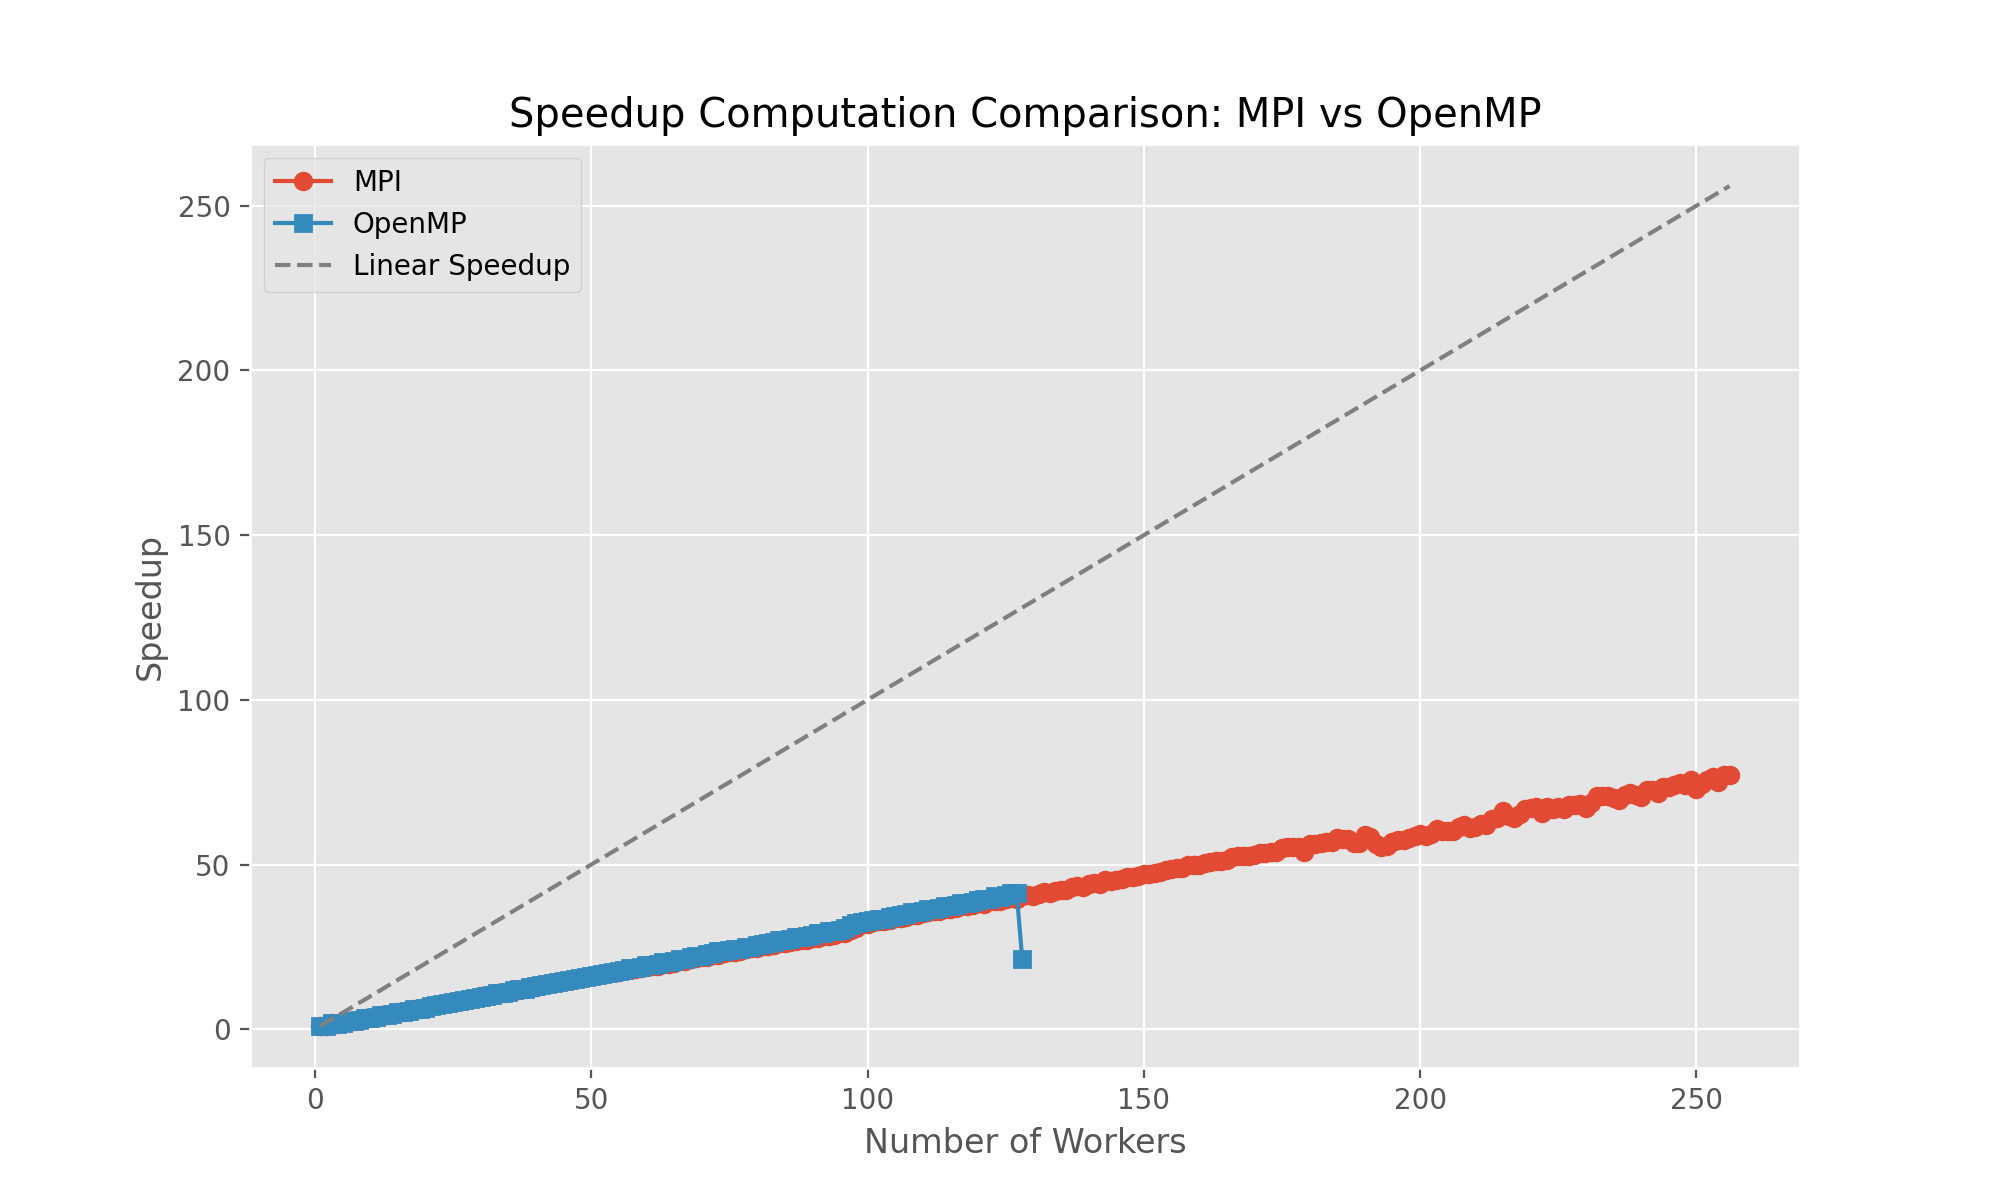 Speedup Computation Comparison: MPI vs OpenMP
MPI
OpenMP
Linear Speedup
250
200
150
100
50
0
Speedup
0 50 100 150 200 250
Number of Workers